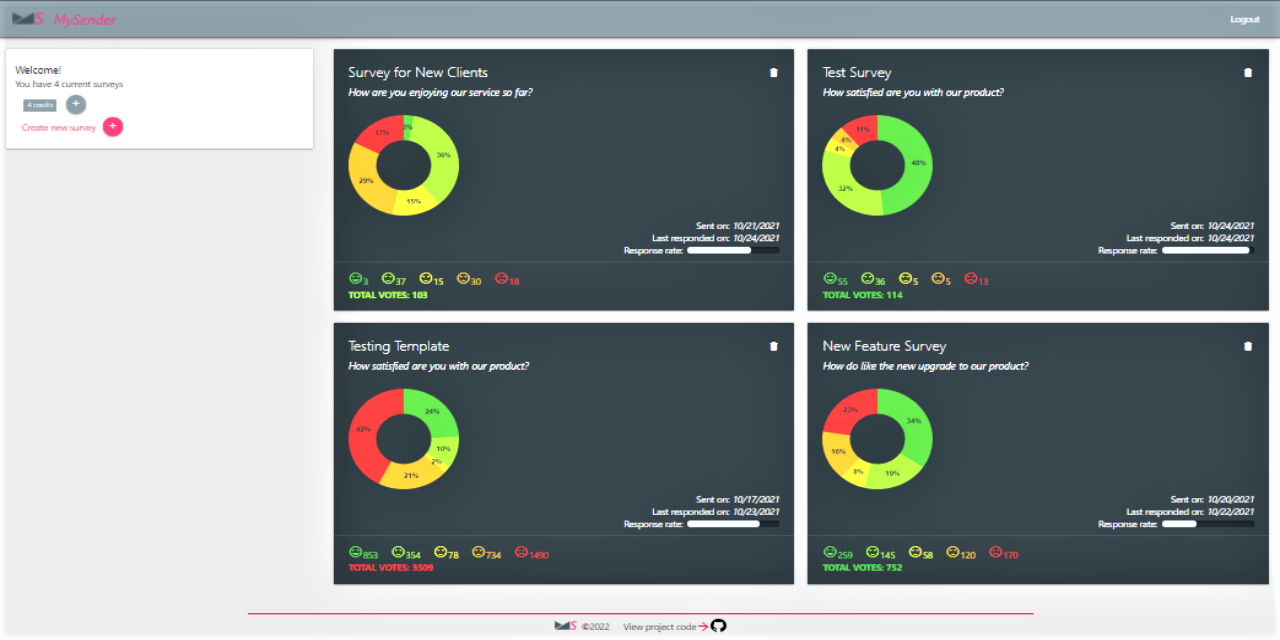 MS MySender
Logout
Welcome!
You have 4 current surveys
4 credits
Create new survey
Survey for New Clients
How are you enjoying our service so far?
17%
3%
36%
29%
15%
Sent on: 10/21/2021
Last responded on: 10/24/2021
Response rate:
3 37 15 30 18
TOTAL VOTES: 103
Test Survey
How satisfied are you with our product?
11%
4%
4%
48%
32%
Sent on: 10/24/2021
Last responded on: 10/24/2021
Response rate:
55 36 5 5 13
TOTAL VOTES: 114
Testing Template
How satisfied are you with our product?
24%
42%
10%
2%
21%
Sent on: 10/17/2021
Last responded on: 10/23/2021
Response rate:
853 354 78 734 1490
TOTAL VOTES: 3509
New Feature Survey
How do like the new upgrade to our product?
23%
34%
16%
8%
19%
Sent on: 10/20/2021
Last responded on: 10/22/2021
Response rate:
259 145 58 120 170
TOTAL VOTES: 752
MS ©2022 View project code